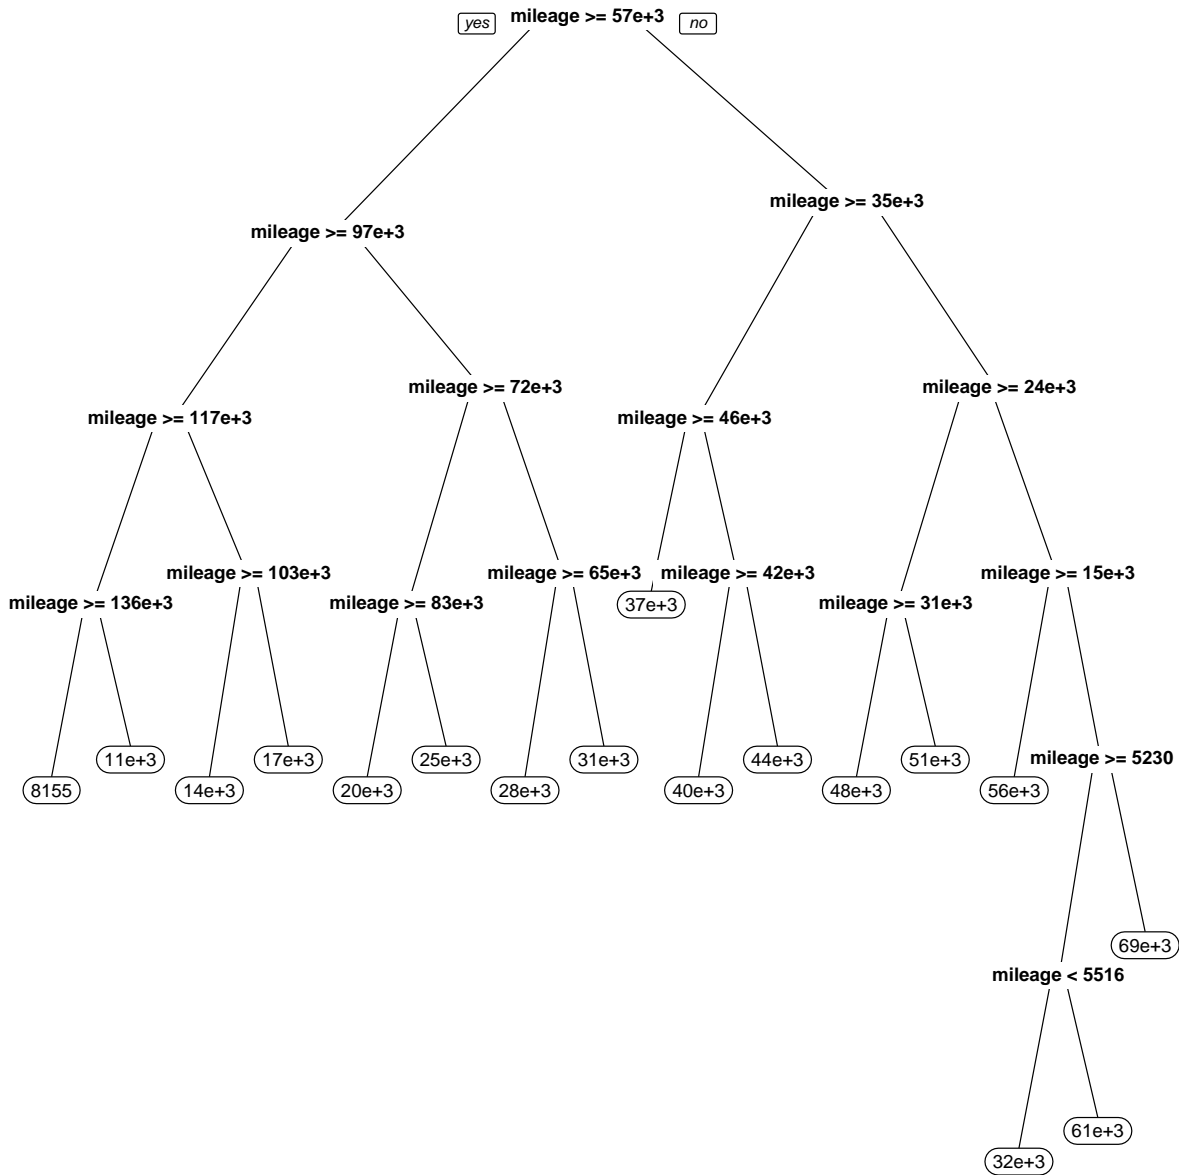 yes mileage >= 57e+3 no
mileage >= 35e+3
mileage >= 97e+3
mileage >= 72e+3 mileage >= 24e+3
mileage >= 117e+3 mileage >= 46e+3
mileage >= 103e+3 mileage >= 65e+3 mileage >= 42e+3 mileage >= 15e+3
mileage >= 136e+3 mileage >= 83e+3 37e+3 mileage >= 31e+3
11e+3 17e+3 25e+3 31e+3 44e+3 51e+3 mileage >= 5230
8155 14e+3 20e+3 28e+3 40e+3 48e+3 56e+3
69e+3
mileage < 5516
61e+3
32e+3